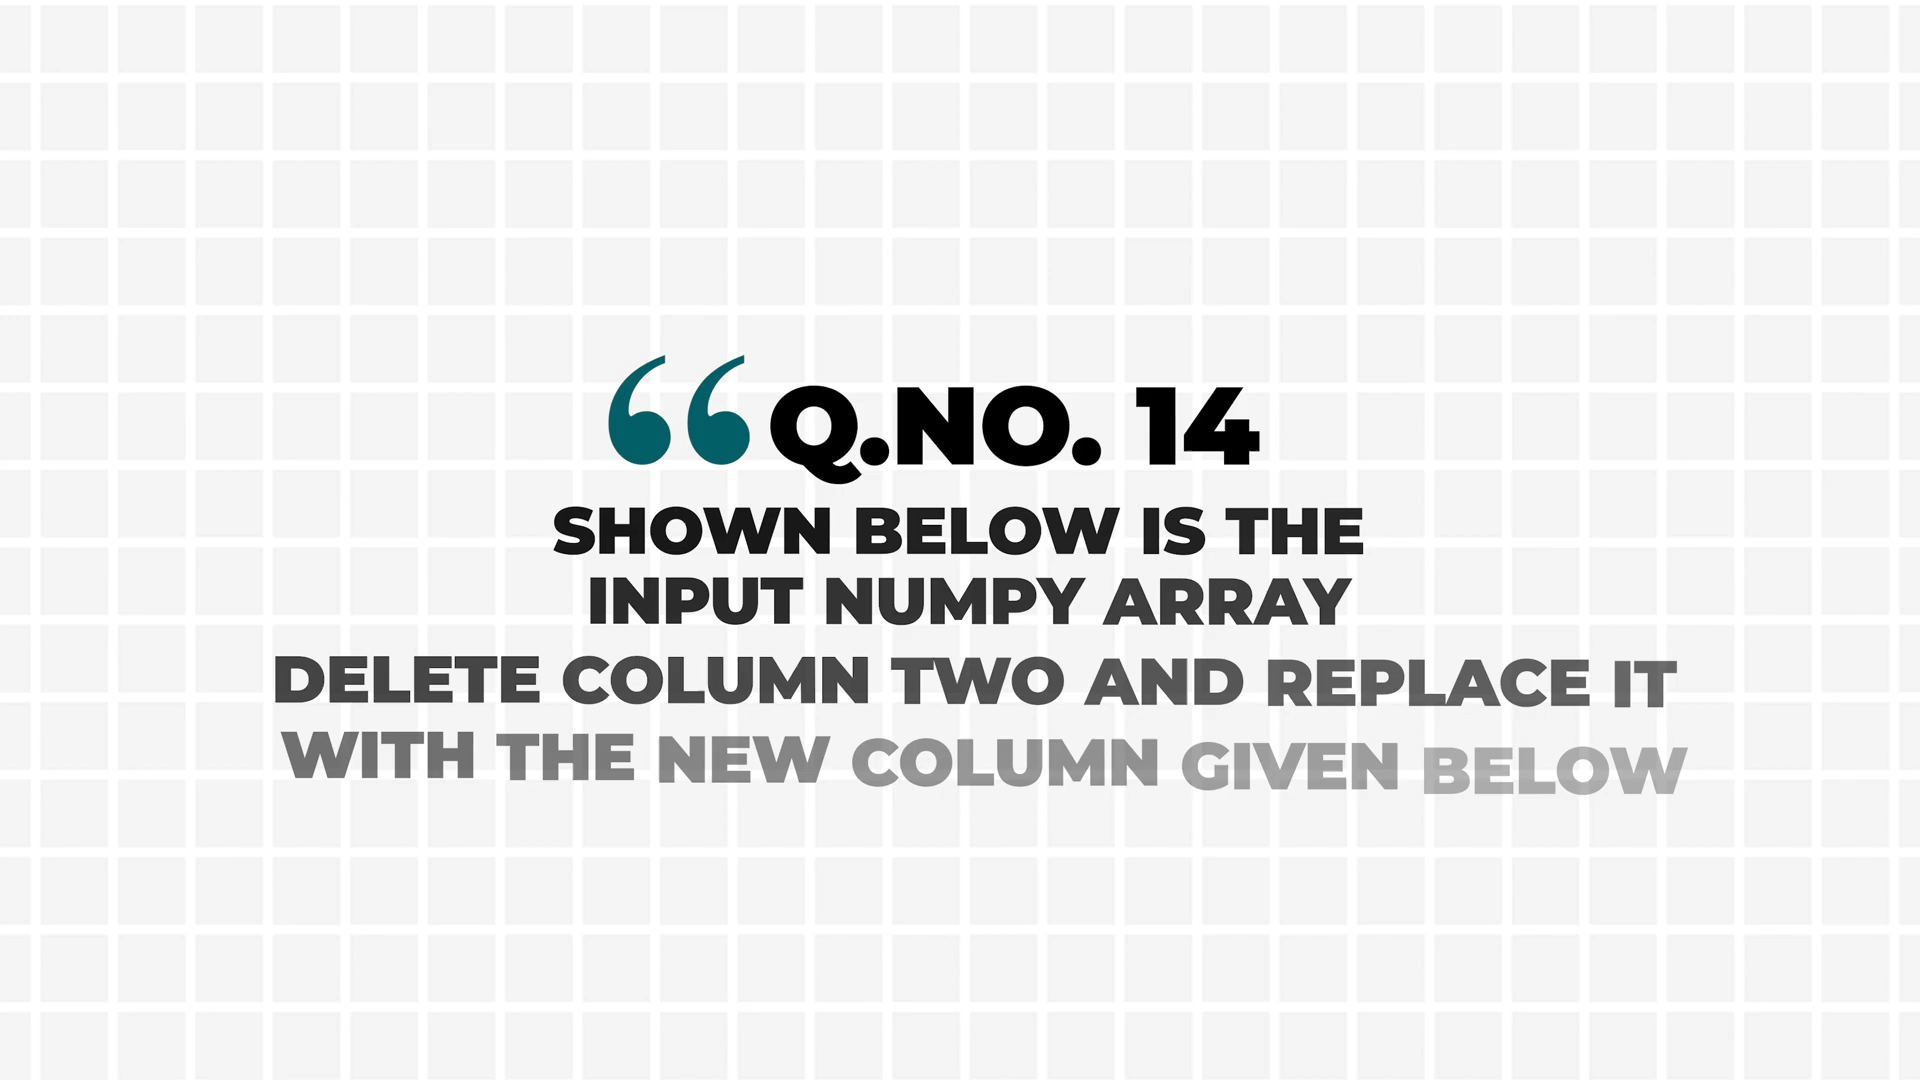 “Q.NO. 14
SHOWN BELOW IS THE
INPUT NUMPY ARRAY
DELETE COLUMN TWO AND REPLACE IT
WITH THE NEW COLUMN GIVEN BELOW